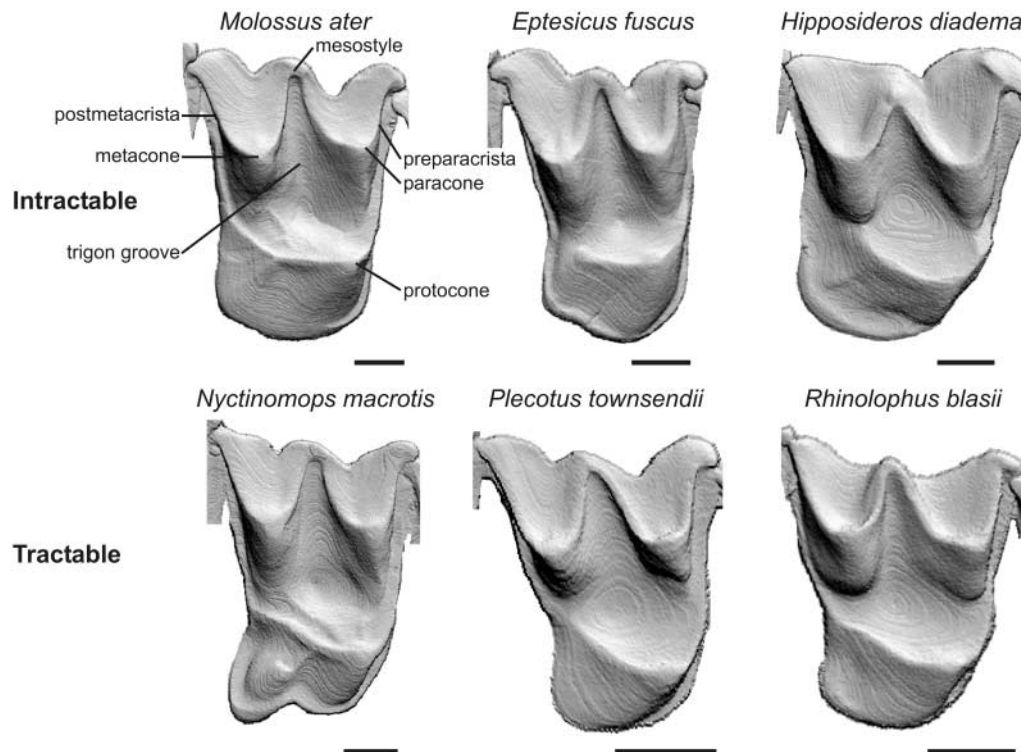 Molossus ater
Eptesicus fuscus
Hipposideros diadema
mesostyle
postmetacrista
metacone
preparacrista
paracone
Intractable
trigon groove
protocone
Nyctinomops macrotis
Plecotus townsendii
Rhinolophus blasii
Tractable